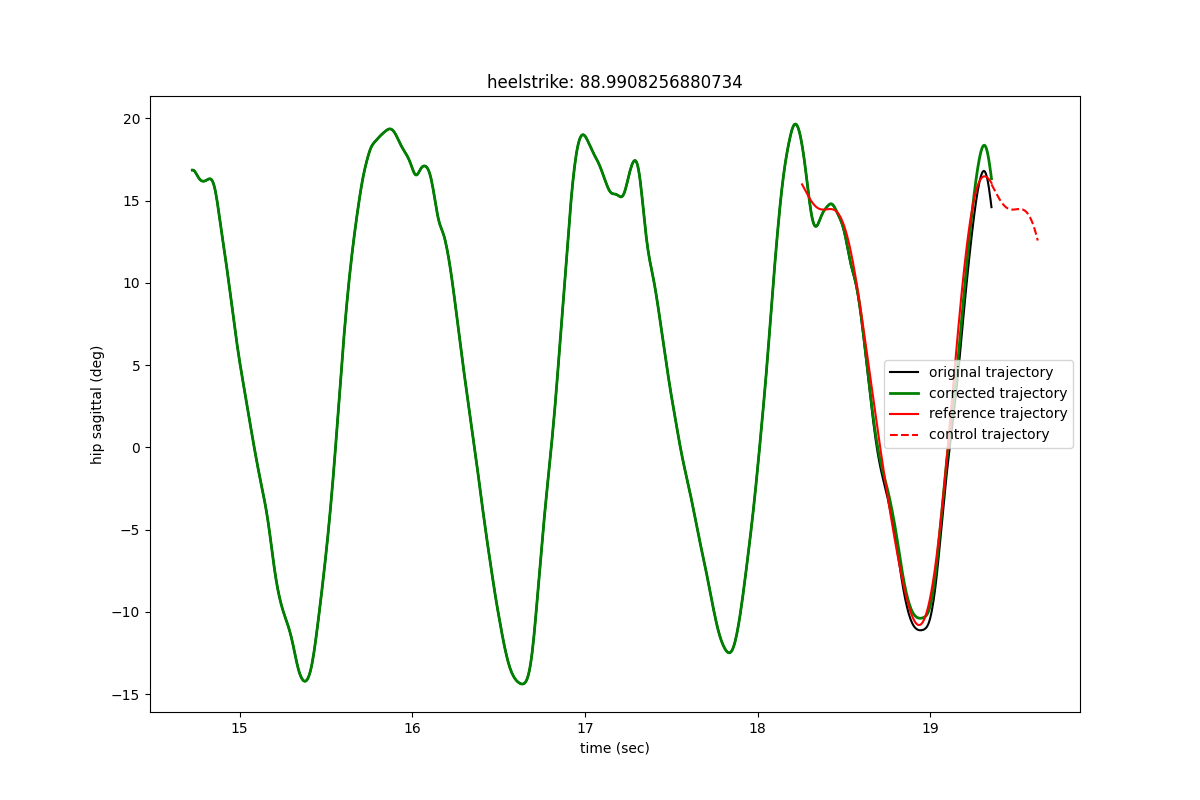 heelstrike: 88.9908256880734
20
15
10
5
0
−5
−10
−15
hip sagittal (deg)
original trajectory
corrected trajectory
reference trajectory
control trajectory
15 16 17 18 19
time (sec)